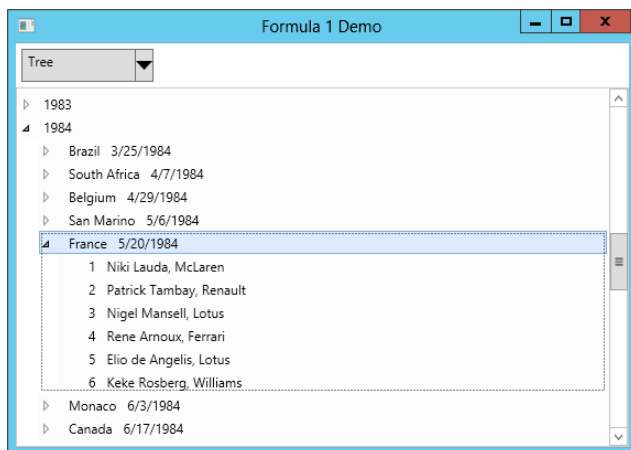 Formula 1 Demo
Tree
1983
1984
Brazil 3/25/1984
South Africa 4/7/1984
Belgium 4/29/1984
San Marino 5/6/1984
France 5/20/1984
1 Niki Lauda, McLaren
2 Patrick Tambay, Renault
3 Nigel Mansell, Lotus
4 Rene Arnoux, Ferrari
5 Elio de Angelis, Lotus
6 Keke Rosberg, Williams
Monaco 6/3/1984
Canada 6/17/1984